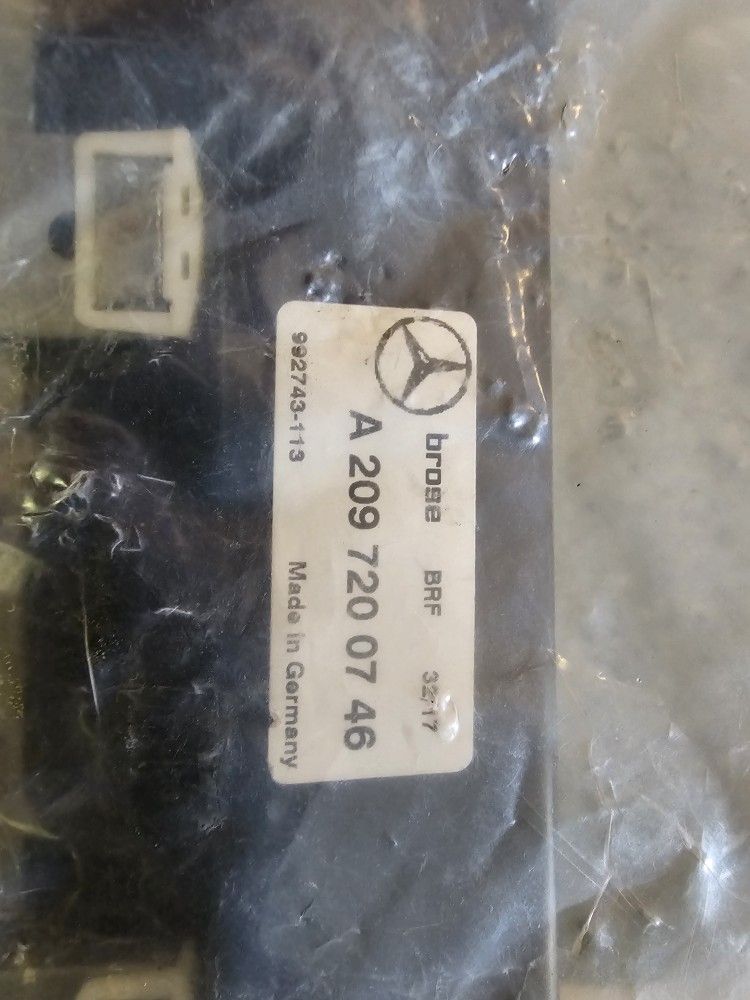 brose BRF 32/17
A 209 720 07 46
992743-113 Made in Germany